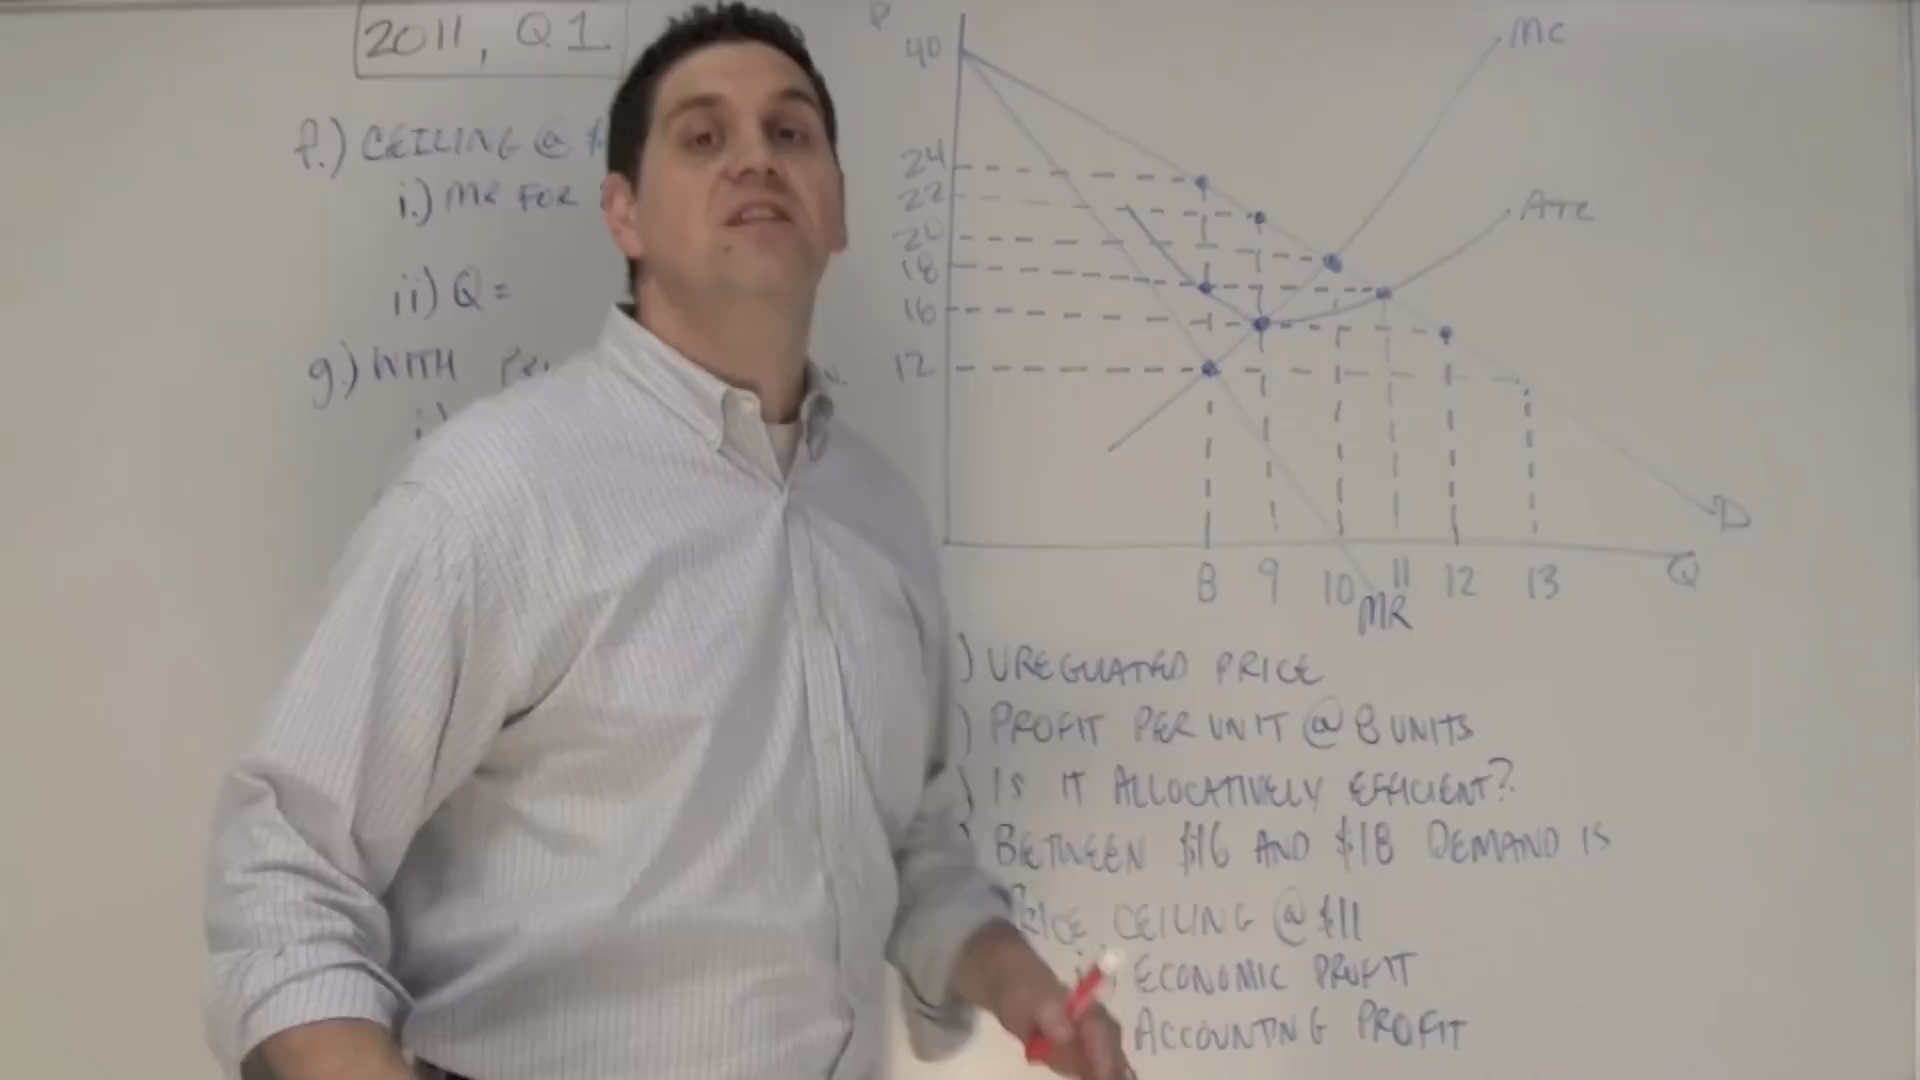 2011, Q1
f.) CEILING @ $
i.) MR FOR
ii) Q =
g.) WITH
P
40
24
22
20
18
16
12
MC
ATC
D
8 9 10 11 12 13 Q
MR
) UREGULATED PRICE
) PROFIT PER UNIT @ 8 UNITS
) IS IT ALLOCATIVELY EFFICIENT?
) BETWEEN $16 AND $18 DEMAND IS
PRICE CEILING @ $11
ECONOMIC PROFIT
ACCOUNTING PROFIT